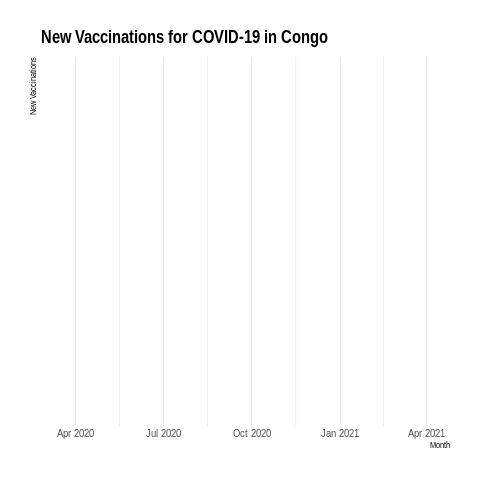 New Vaccinations for COVID-19 in Congo
New Vaccinations
Apr 2020 Jul 2020 Oct 2020 Jan 2021 Apr 2021
Month